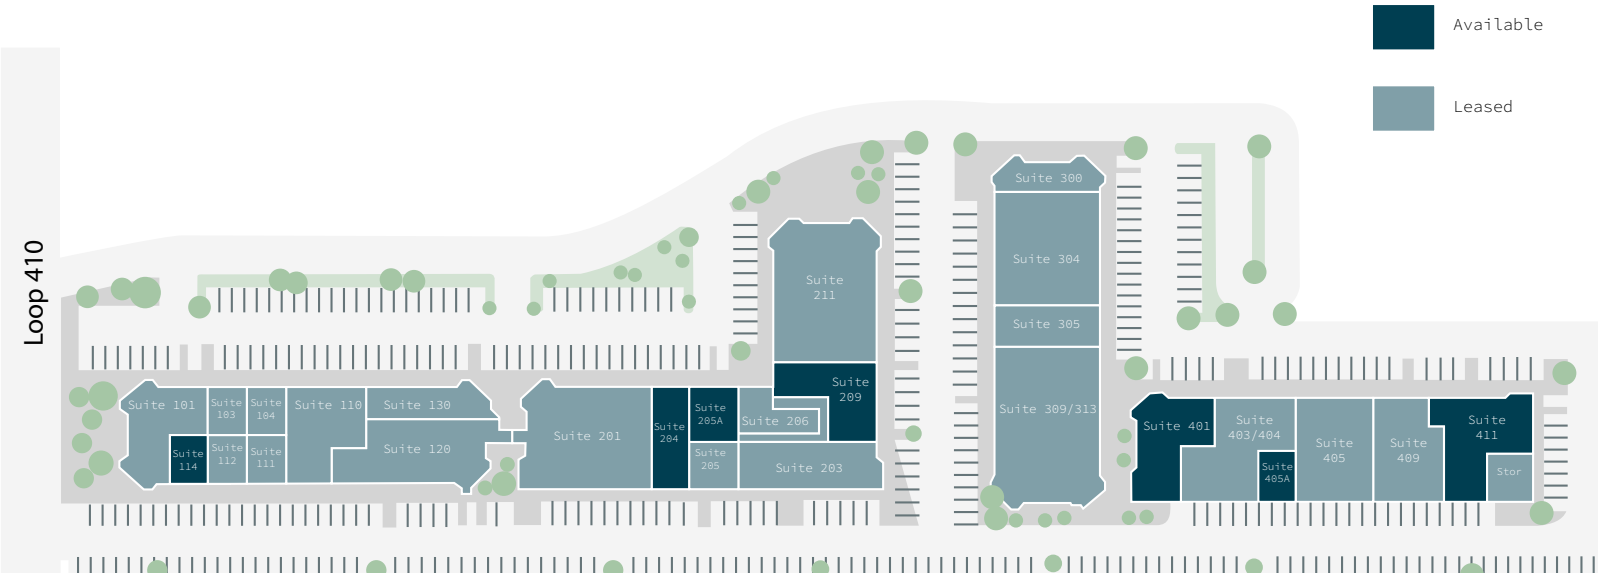 Available
Leased
Loop 410
Suite 101
Suite
103
Suite
104
Suite 110
Suite 130
Suite
114
Suite
112
Suite
111
Suite 120
Suite 201
Suite
204
Suite
205A
Suite
205
Suite 206
Suite 203
Suite
209
Suite
211
Suite 300
Suite 304
Suite 305
Suite 309/313
Suite 401
Suite
403/404
Suite
405A
Suite
405
Suite
409
Suite
411
Stor